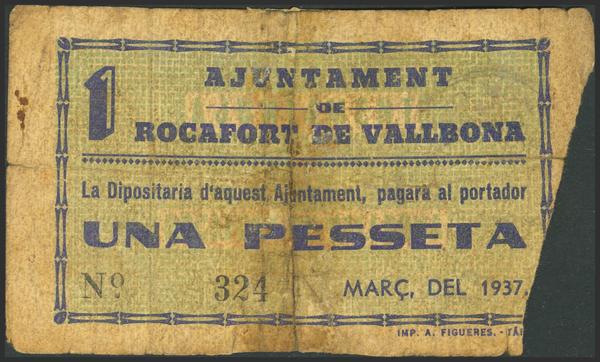 1
AJUNTAMENT
DE
ROCAFORT DE VALLBONA
La Dipositaria d'aquest Ajuntament, pagarà al portador
UNA PESSETA
Nº 324
MARÇ, DEL 1937.
IMP. A. FIGUERES. - TÀR